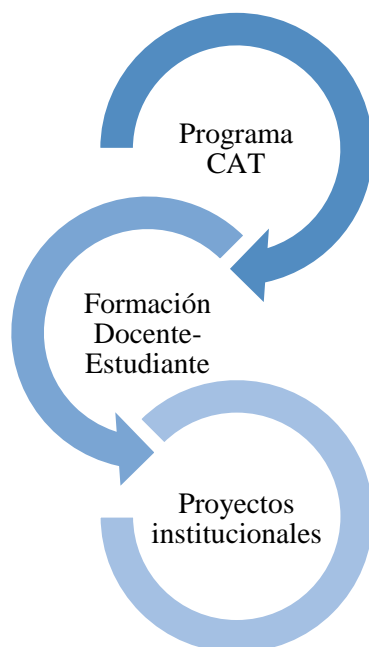 Programa
CAT
Formación
Docente-
Estudiante
Proyectos
institucionales